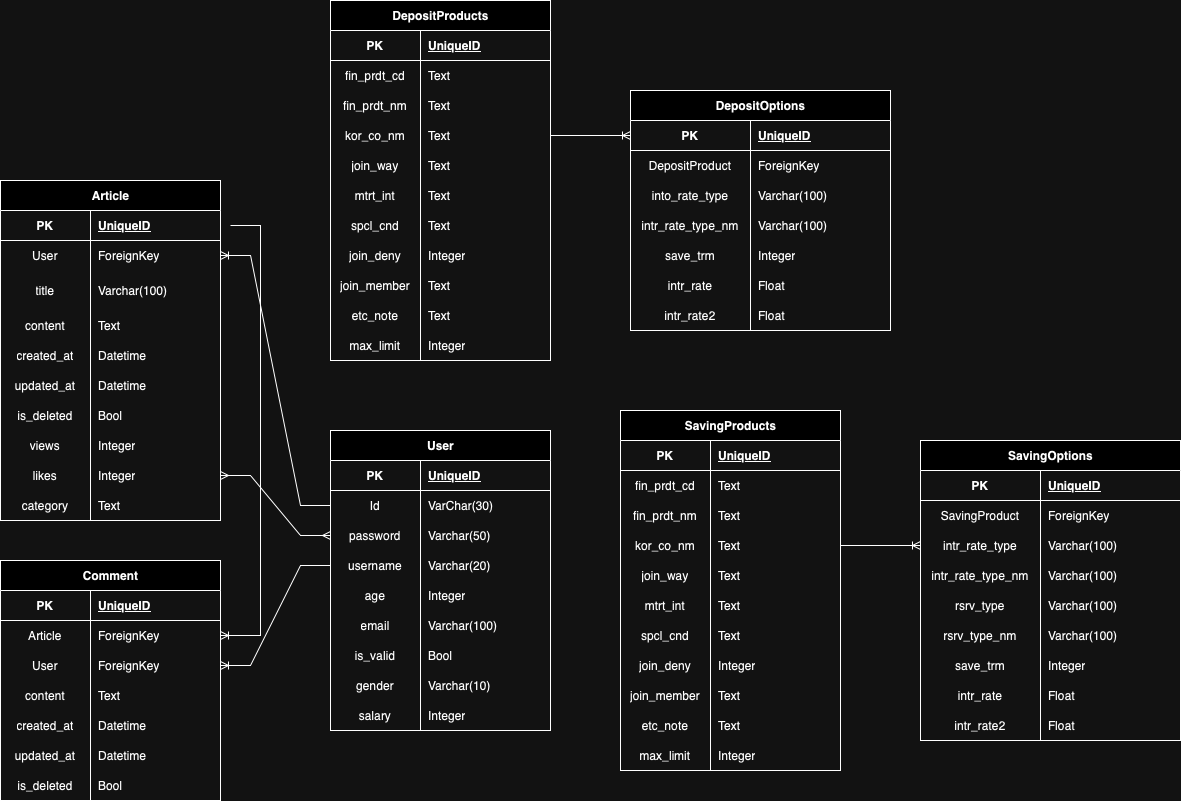 DepositProducts
PK UniqueID
fin_prdt_cd Text
fin_prdt_nm Text
kor_co_nm Text
join_way Text
mtrt_int Text
spcl_cnd Text
join_deny Integer
join_member Text
etc_note Text
max_limit Integer
DepositOptions
PK UniqueID
DepositProduct ForeignKey
into_rate_type Varchar(100)
intr_rate_type_nm Varchar(100)
save_trm Integer
intr_rate Float
intr_rate2 Float
Article
PK UniqueID
User ForeignKey
title Varchar(100)
content Text
created_at Datetime
updated_at Datetime
is_deleted Bool
views Integer
likes Integer
category Text
User
PK UniqueID
Id VarChar(30)
password Varchar(50)
username Varchar(20)
age Integer
email Varchar(100)
is_valid Bool
gender Varchar(10)
salary Integer
Comment
PK UniqueID
Article ForeignKey
User ForeignKey
content Text
created_at Datetime
updated_at Datetime
is_deleted Bool
SavingProducts
PK UniqueID
fin_prdt_cd Text
fin_prdt_nm Text
kor_co_nm Text
join_way Text
mtrt_int Text
spcl_cnd Text
join_deny Integer
join_member Text
etc_note Text
max_limit Integer
SavingOptions
PK UniqueID
SavingProduct ForeignKey
intr_rate_type Varchar(100)
intr_rate_type_nm Varchar(100)
rsrv_type Varchar(100)
rsrv_type_nm Varchar(100)
save_trm Integer
intr_rate Float
intr_rate2 Float